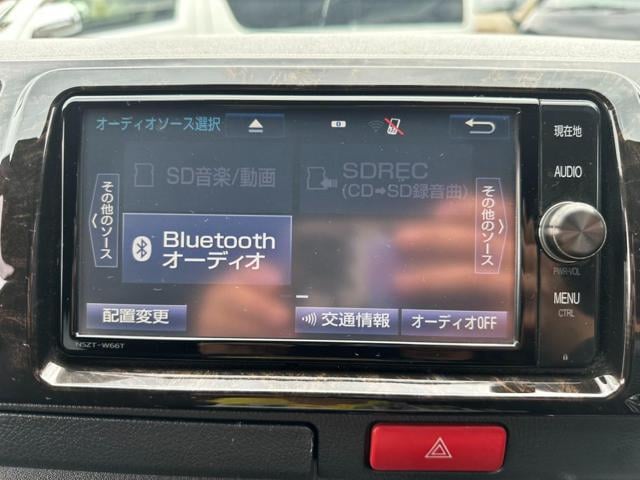 オーディオソース選択
現在地
SD音楽/動画
SDREC
(CD➡SD録音曲)
AUDIO
その他のソース
その他のソース
Bluetooth
オーディオ
PWR・VOL
MENU
CTRL
配置変更
交通情報
オーディオOFF
NSZT-W66T